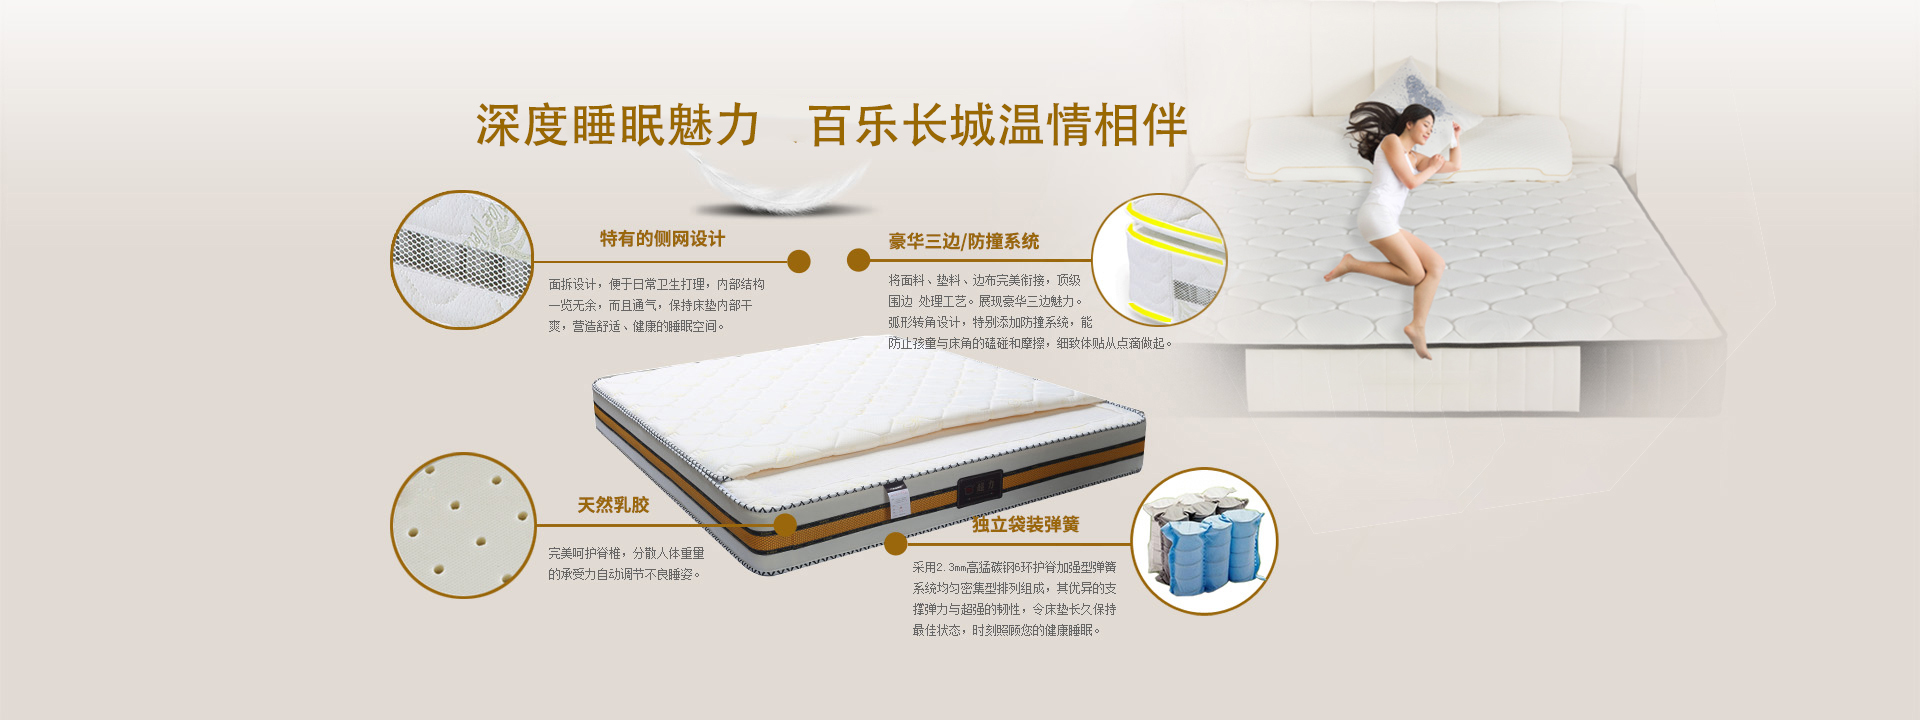 深度睡眠魅力 百乐长城温情相伴
特有的侧网设计
面拆设计，便于日常卫生打理，内部结构
一览无余，而且通气，保持床垫内部干
爽，营造舒适、健康的睡眠空间。
豪华三边/防撞系统
将面料、垫料、边布完美衔接，顶级
围边 处理工艺。展现豪华三边魅力。
弧形转角设计，特别添加防撞系统，能
防止孩童与床角的磕碰和摩擦，细致体贴从点滴做起。
天然乳胶
完美呵护脊椎，分散人体重量
的承受力自动调节不良睡姿。
独立袋装弹簧
采用2.3mm高猛碳钢6环护脊加强型弹簧
系统均匀密集型排列组成，其优异的支
撑弹力与超强的韧性，令床垫长久保持
最佳状态，时刻照顾您的健康睡眠。